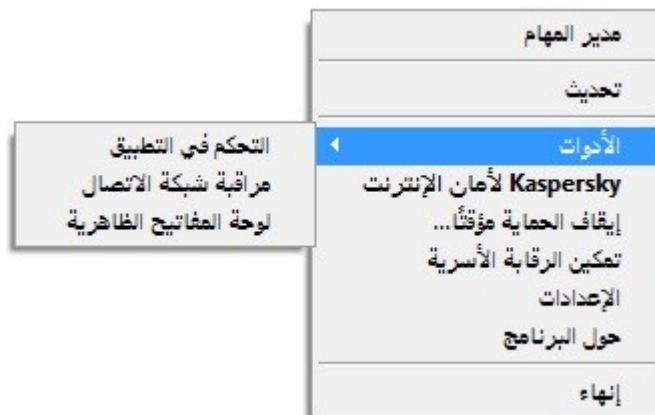 مدير المهام
تحديث
الأدوات
التحكم في التطبيق
مراقبة شبكة الاتصال
لوحة المفاتيح الظاهرية
Kaspersky لأمان الإنترنت
إيقاف الحماية مؤقتًا...
تمكين الرقابة الأسرية
الإعدادات
حول البرنامج
إنهاء